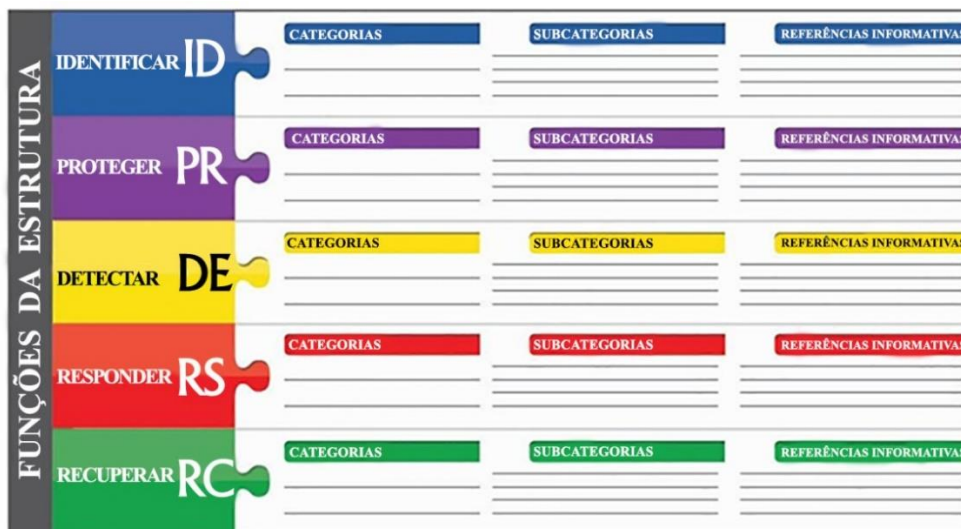 FUNÇÕES DA ESTRUTURA
IDENTIFICAR ID
CATEGORIAS
SUBCATEGORIAS
REFERÊNCIAS INFORMATIVAS
PROTEGER PR
CATEGORIAS
SUBCATEGORIAS
REFERÊNCIAS INFORMATIVAS
DETECTAR DE
CATEGORIAS
SUBCATEGORIAS
REFERÊNCIAS INFORMATIVAS
RESPONDER RS
CATEGORIAS
SUBCATEGORIAS
REFERÊNCIAS INFORMATIVAS
RECUPERAR RC
CATEGORIAS
SUBCATEGORIAS
REFERÊNCIAS INFORMATIVAS